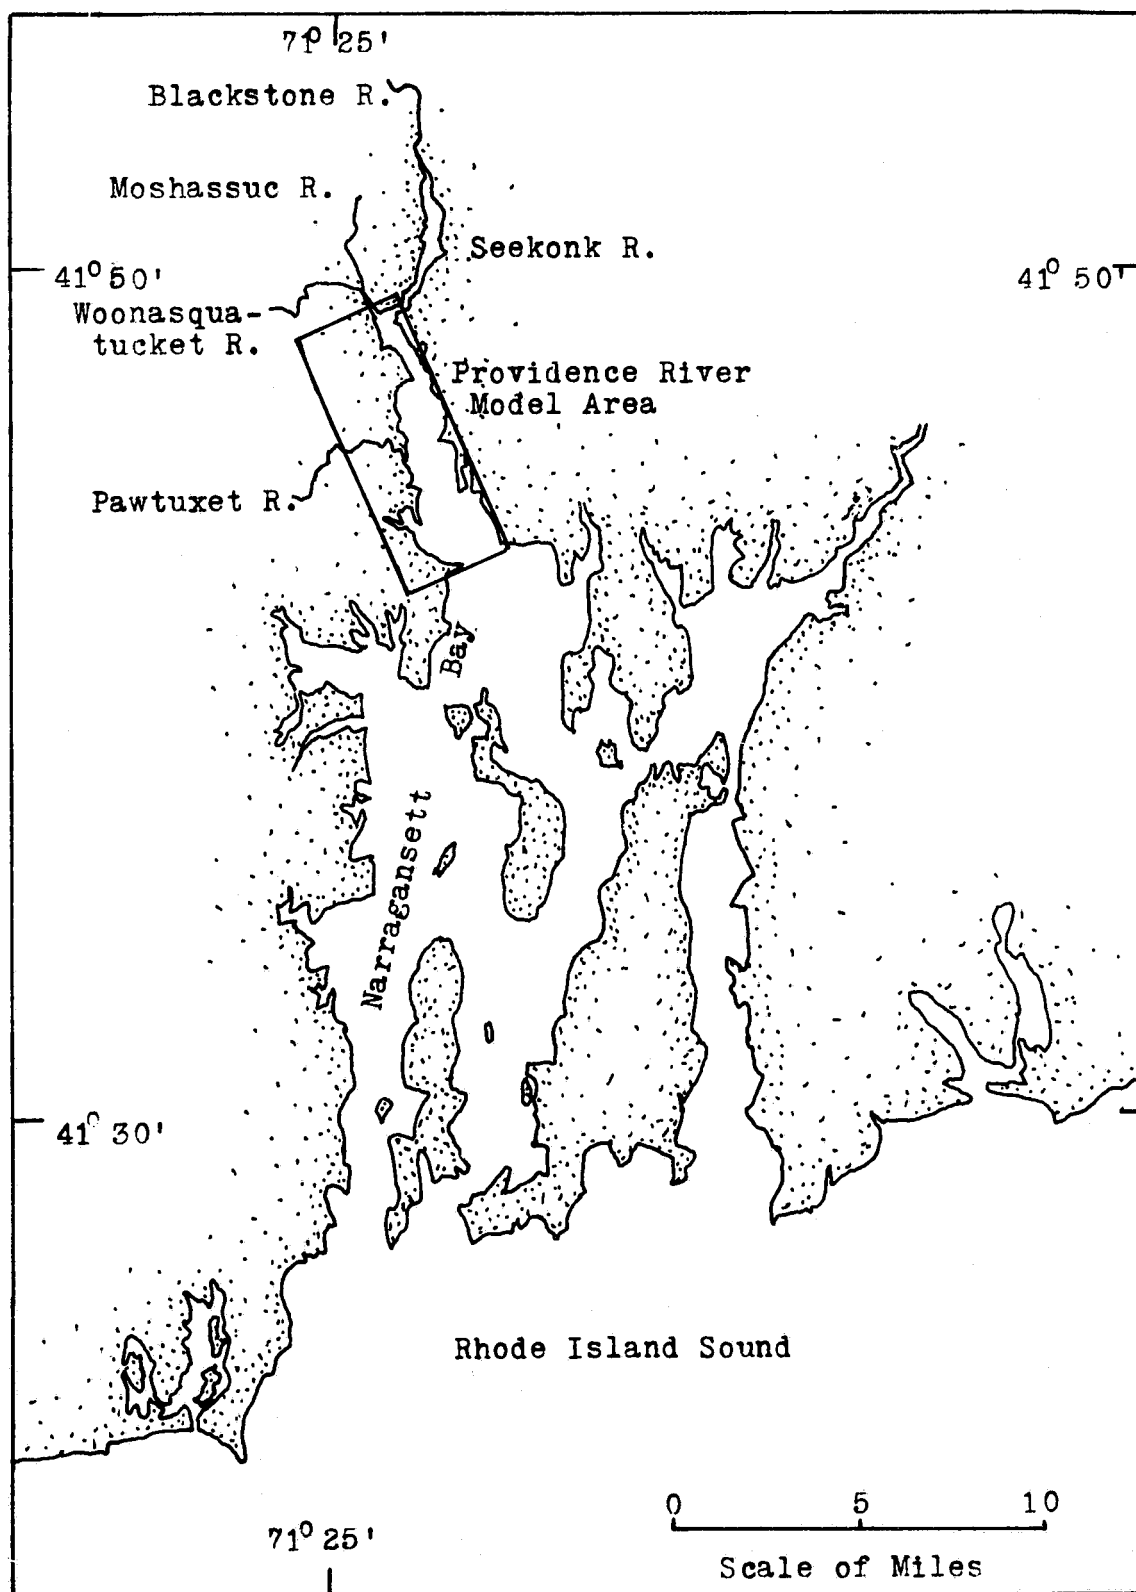 71° 25'
Blackstone R.
Moshassuc R.
Seekonk R.
41° 50'
41° 50'
Woonasqua-
tucket R.
Providence River
Model Area
Pawtuxet R.
Bay
Narragansett
41° 30'
Rhode Island Sound
0 5 10
71° 25'
Scale of Miles